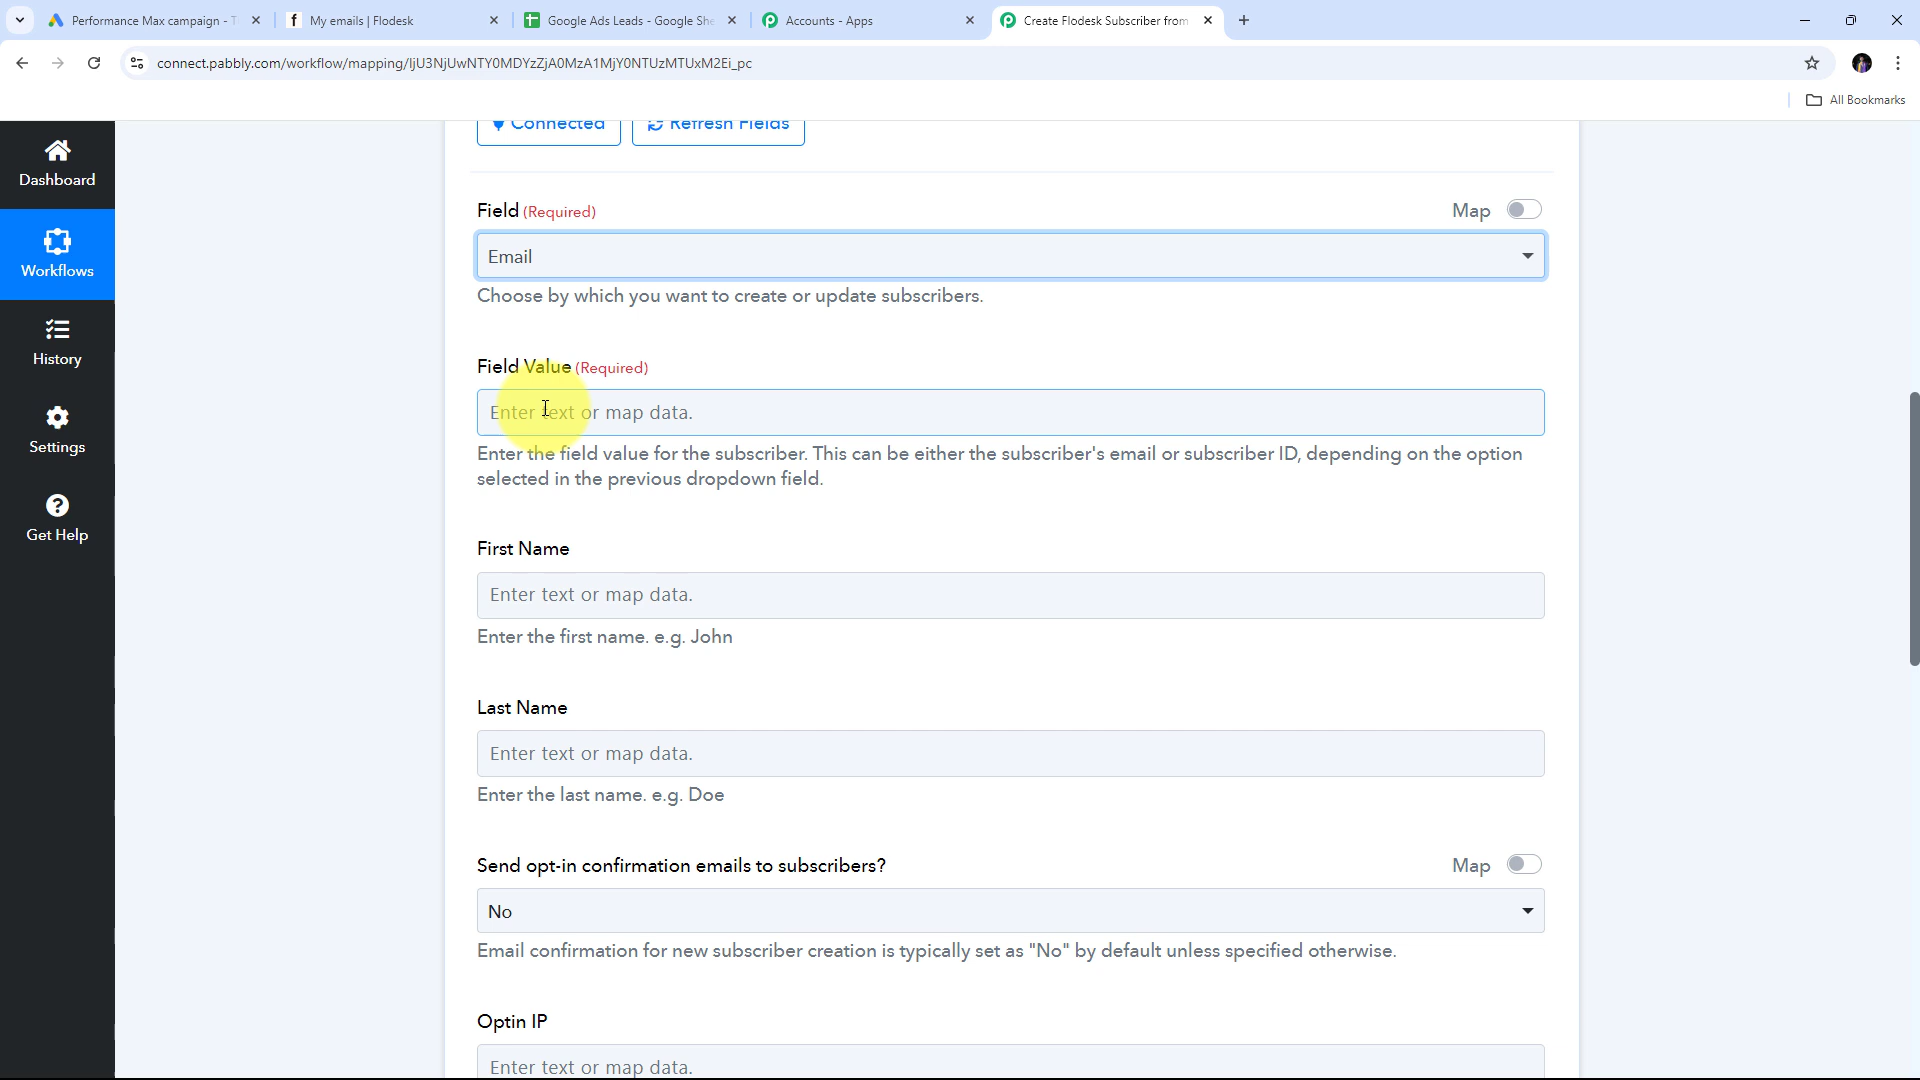 Performance Max campaign - T
My emails | Flodesk
Google Ads Leads - Google She
Accounts - Apps
Create Flodesk Subscriber from
connect.pabbly.com/workflow/mapping/IjU3NjUwNTY0MDYzZjA0MzA1MjY0NTUzMTUxM2Ei_pc
All Bookmarks
Dashboard
Workflows
History
Settings
Get Help
Connected
Refresh Fields
Field (Required)
Map
Email
Choose by which you want to create or update subscribers.
Field Value (Required)
Enter text or map data.
Enter the field value for the subscriber. This can be either the subscriber's email or subscriber ID, depending on the option
selected in the previous dropdown field.
First Name
Enter text or map data.
Enter the first name. e.g. John
Last Name
Enter text or map data.
Enter the last name. e.g. Doe
Send opt-in confirmation emails to subscribers?
Map
No
Email confirmation for new subscriber creation is typically set as "No" by default unless specified otherwise.
Optin IP
Enter text or map data.